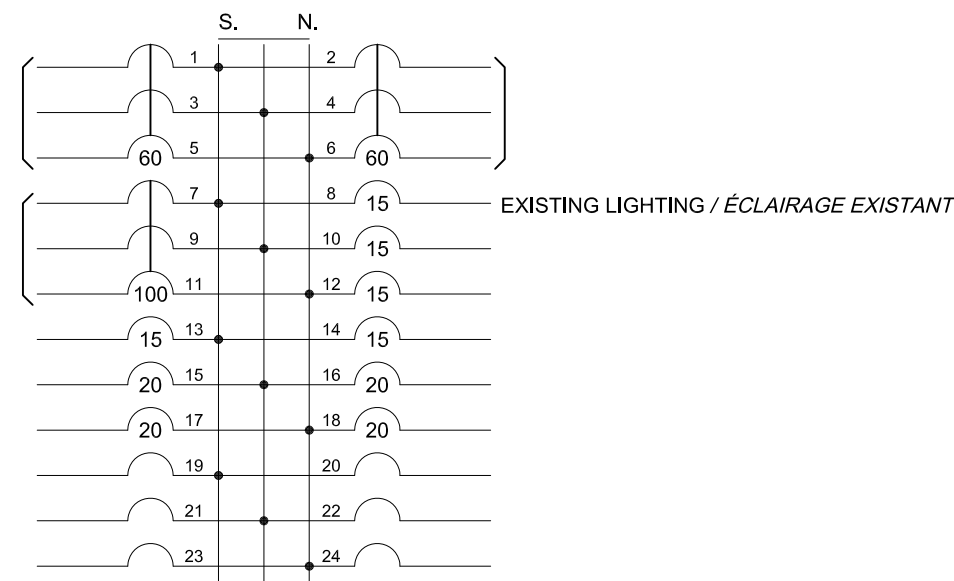 S. N.
1 2
3 4
60 5 6 60
7 8 15 EXISTING LIGHTING / ÉCLAIRAGE EXISTANT
9 10 15
100 11 12 15
15 13 14 15
20 15 16 20
20 17 18 20
19 20
21 22
23 24